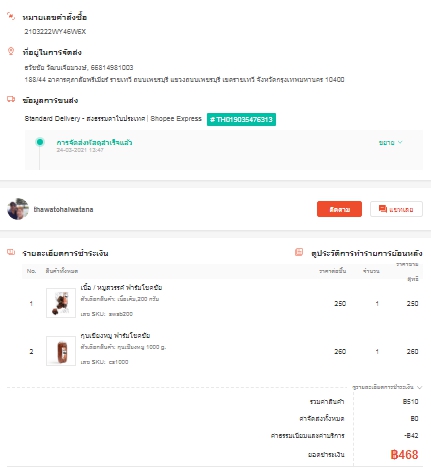 หมายเลขคำสั่งซื้อ
2103222WY46W6X
ที่อยู่ในการจัดส่ง
ธวัชชัย วัฒนเจียมวงษ์, 66814981003
188/44 อาคารศุภาลัยพรีเมียร์ ราชเทวี ถนนเพชรบุรี แขวงถนนเพชรบุรี เขตราชเทวี จังหวัดกรุงเทพมหานคร 10400
ข้อมูลการขนส่ง
Standard Delivery - ส่งธรรมดาในประเทศ | Shopee Express # TH019035476313
การจัดส่งพัสดุสำเร็จแล้ว ขยาย
24-03-2021 12:47
thawatchaiwatana ติดตาม แชทเลย
รายละเอียดการชำระเงิน ดูประวัติการทำรายการย้อนหลัง
No. สินค้าทั้งหมด ราคาต่อชิ้น จำนวน ราคาขายสุทธิ
1 เนื้อ / หมูสวรรค์ ฟาร์มโชคชัย 250 1 250
ตัวเลือกสินค้า: เนื้อเค็ม,200 กรัม
เลข SKU: swab200
2 กุนเชียงหมู ฟาร์มโชคชัย 260 1 260
ตัวเลือกสินค้า: กุนเชียงหมู 1000 g.
เลข SKU: cs1000
ดูรายละเอียดการชำระเงิน
รวมค่าสินค้า ฿510
ค่าจัดส่งทั้งหมด ฿0
ค่าธรรมเนียมและค่าบริการ -฿42
ยอดชำระเงิน ฿468